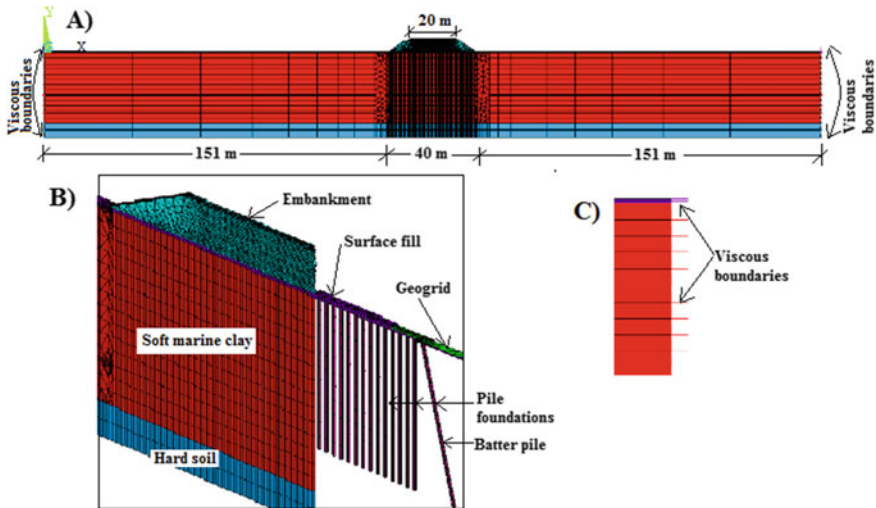 A)
20 m
Y
X
Viscous
boundaries
Viscous
boundaries
151 m
40 m
151 m
B)
Embankment
Surface fill
Geogrid
Soft marine clay
Pile
foundations
Batter pile
Hard soil
C)
Viscous
boundaries